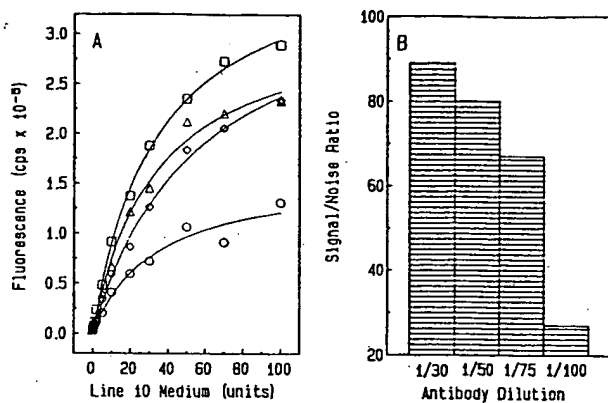 A
3.0
2.5
2.0
1.5
1.0
0.5
0.0
Fluorescence (cps x 10⁻⁵)
0 20 40 60 80 100
Line 10 Medium (units)
B
100
80
60
40
20
Signal/Noise Ratio
1/30 1/50 1/75 1/100
Antibody Dilution